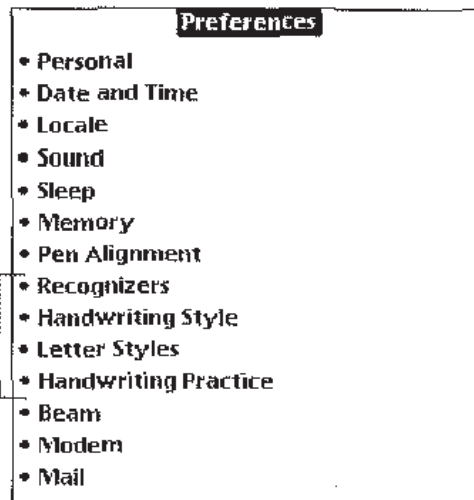 Preferences
• Personal
• Date and Time
• Locale
• Sound
• Sleep
• Memory
• Pen Alignment
• Recognizers
• Handwriting Style
• Letter Styles
• Handwriting Practice
• Beam
• Modem
• Mail